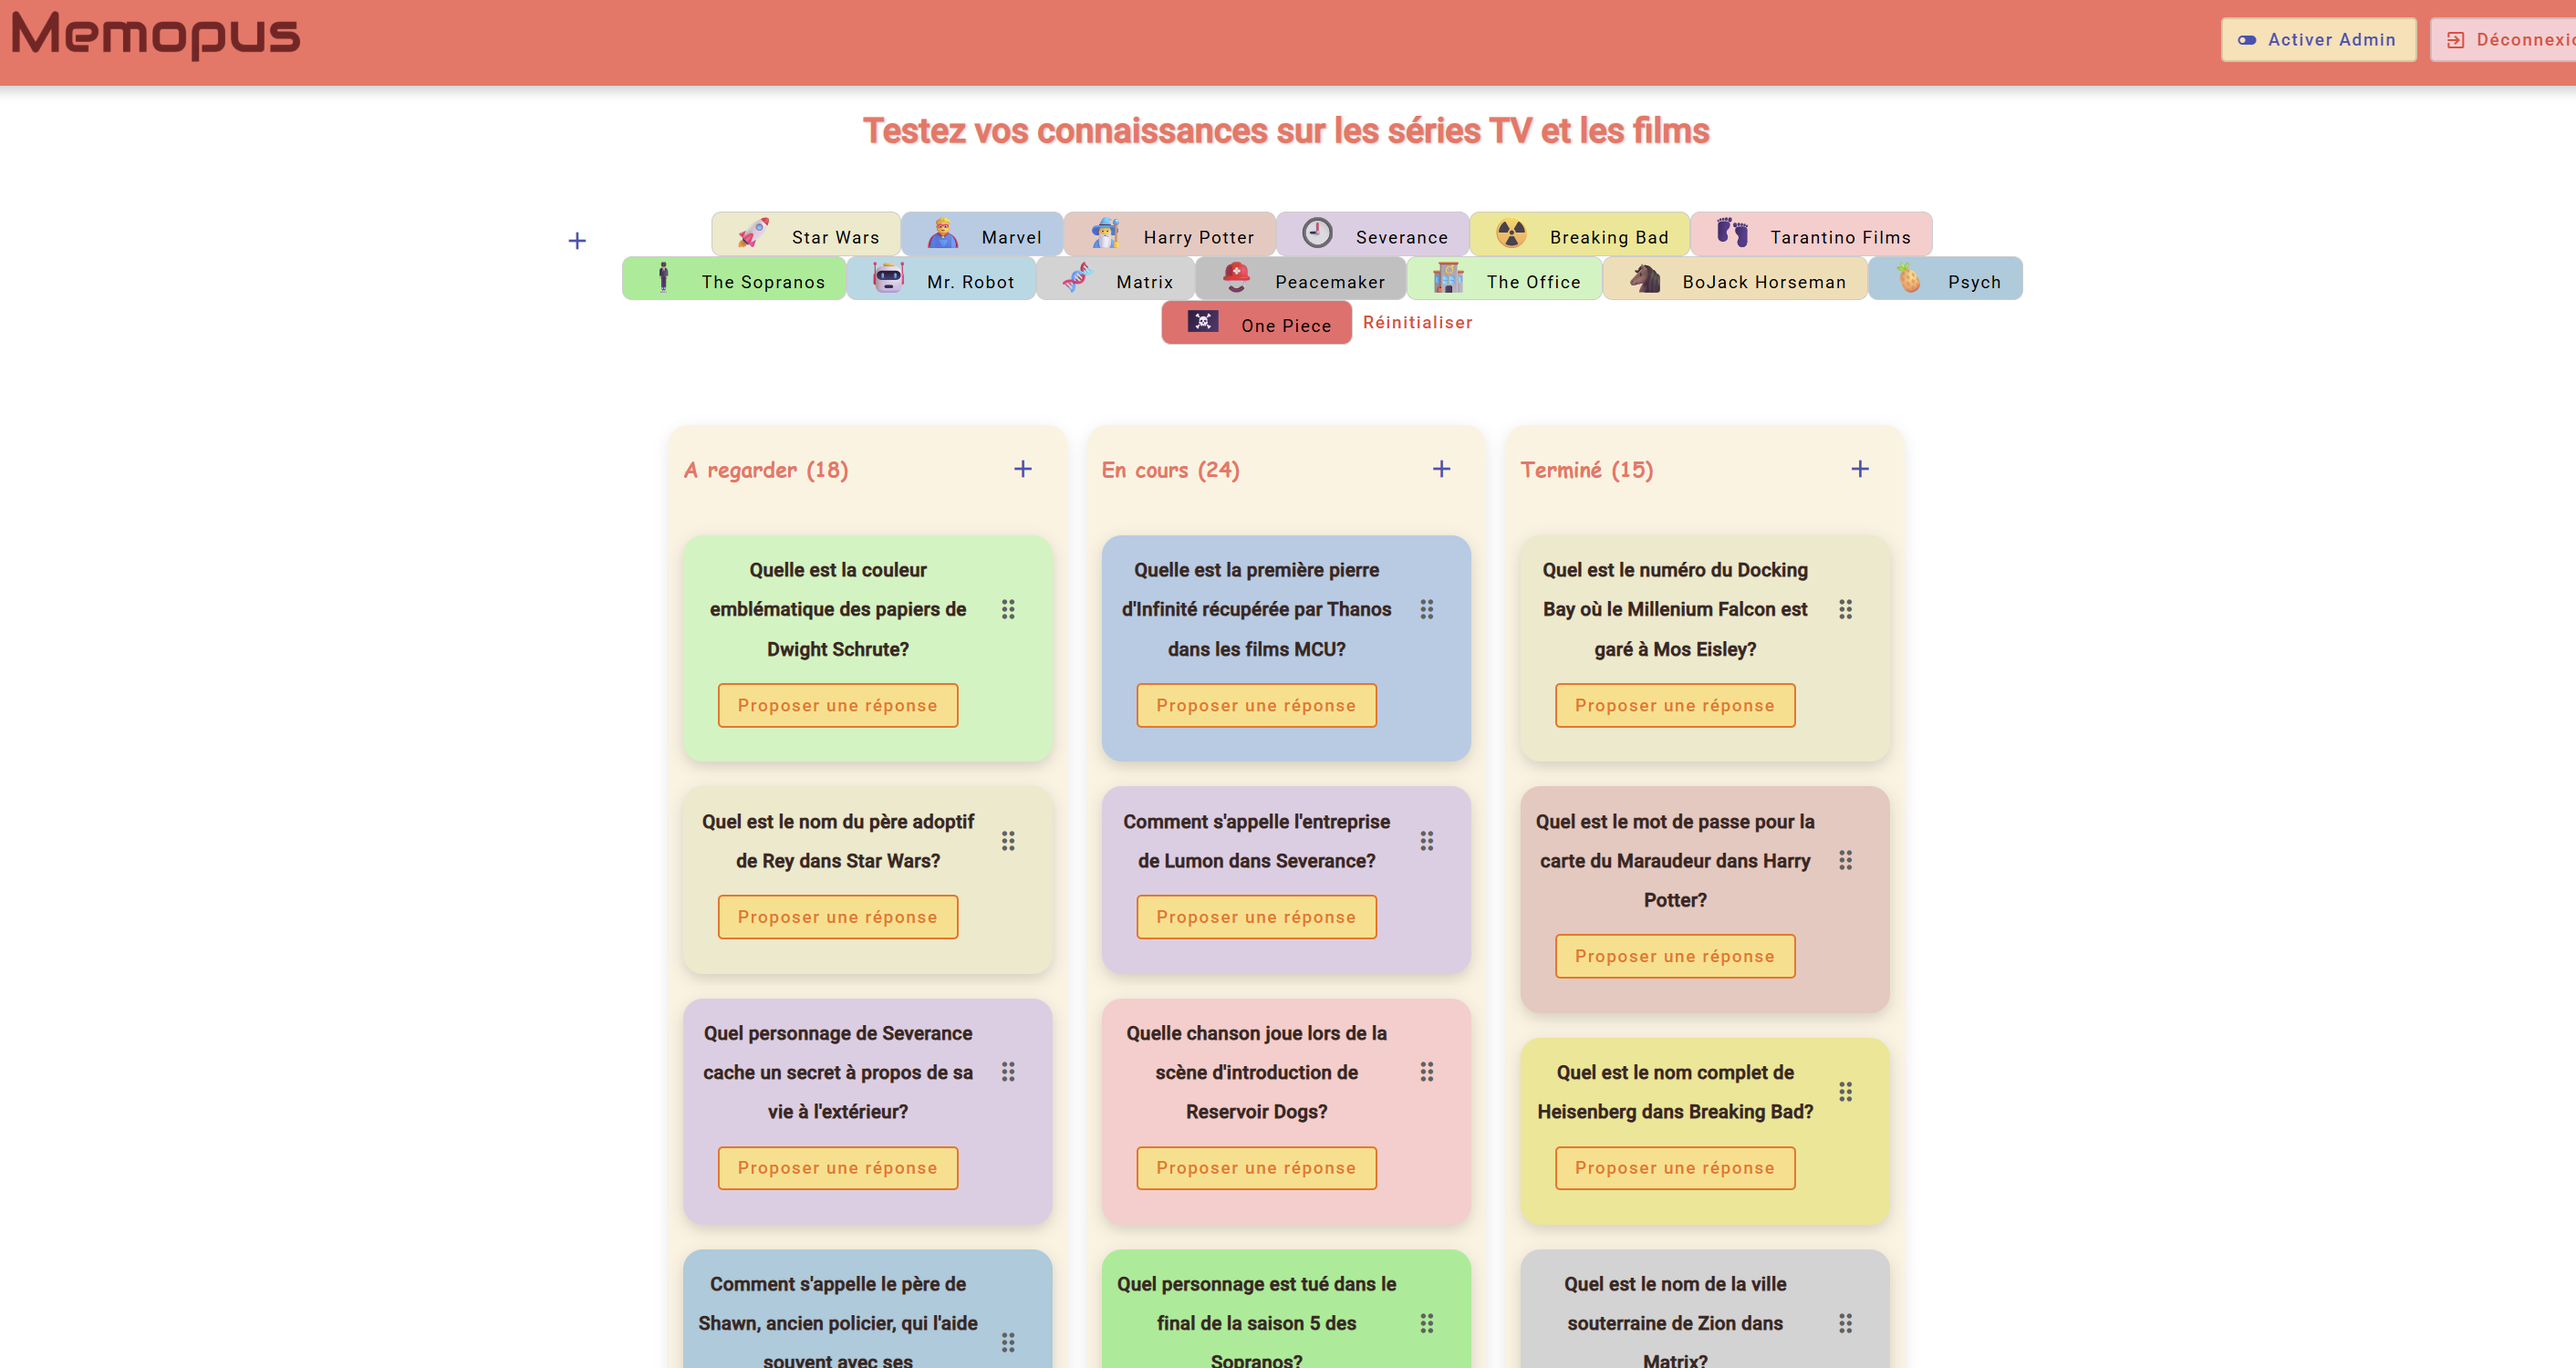 Memopus
Activer Admin
Testez vos connaissances sur les séries TV et les films
+
Star Wars
Marvel
Harry Potter
Severance
Breaking Bad
Tarantino Films
The Sopranos
Mr. Robot
Matrix
Peacemaker
The Office
BoJack Horseman
Psych
One Piece
Réinitialiser
A regarder (18)
+
Quelle est la couleur
emblématique des papiers de
Dwight Schrute?
Proposer une réponse
Quel est le nom du père adoptif
de Rey dans Star Wars?
Proposer une réponse
Quel personnage de Severance
cache un secret à propos de sa
vie à l'extérieur?
Proposer une réponse
Comment s'appelle le père de
Shawn, ancien policier, qui l'aide
souvent avec ses
En cours (24)
+
Quelle est la première pierre
d'Infinité récupérée par Thanos
dans les films MCU?
Proposer une réponse
Comment s'appelle l'entreprise
de Lumon dans Severance?
Proposer une réponse
Quelle chanson joue lors de la
scène d'introduction de
Reservoir Dogs?
Proposer une réponse
Quel personnage est tué dans le
final de la saison 5 des
Sopranos?
Terminé (15)
+
Quel est le numéro du Docking
Bay où le Millenium Falcon est
garé à Mos Eisley?
Proposer une réponse
Quel est le mot de passe pour la
carte du Maraudeur dans Harry
Potter?
Proposer une réponse
Quel est le nom complet de
Heisenberg dans Breaking Bad?
Proposer une réponse
Quel est le nom de la ville
souterraine de Zion dans
Matrix?